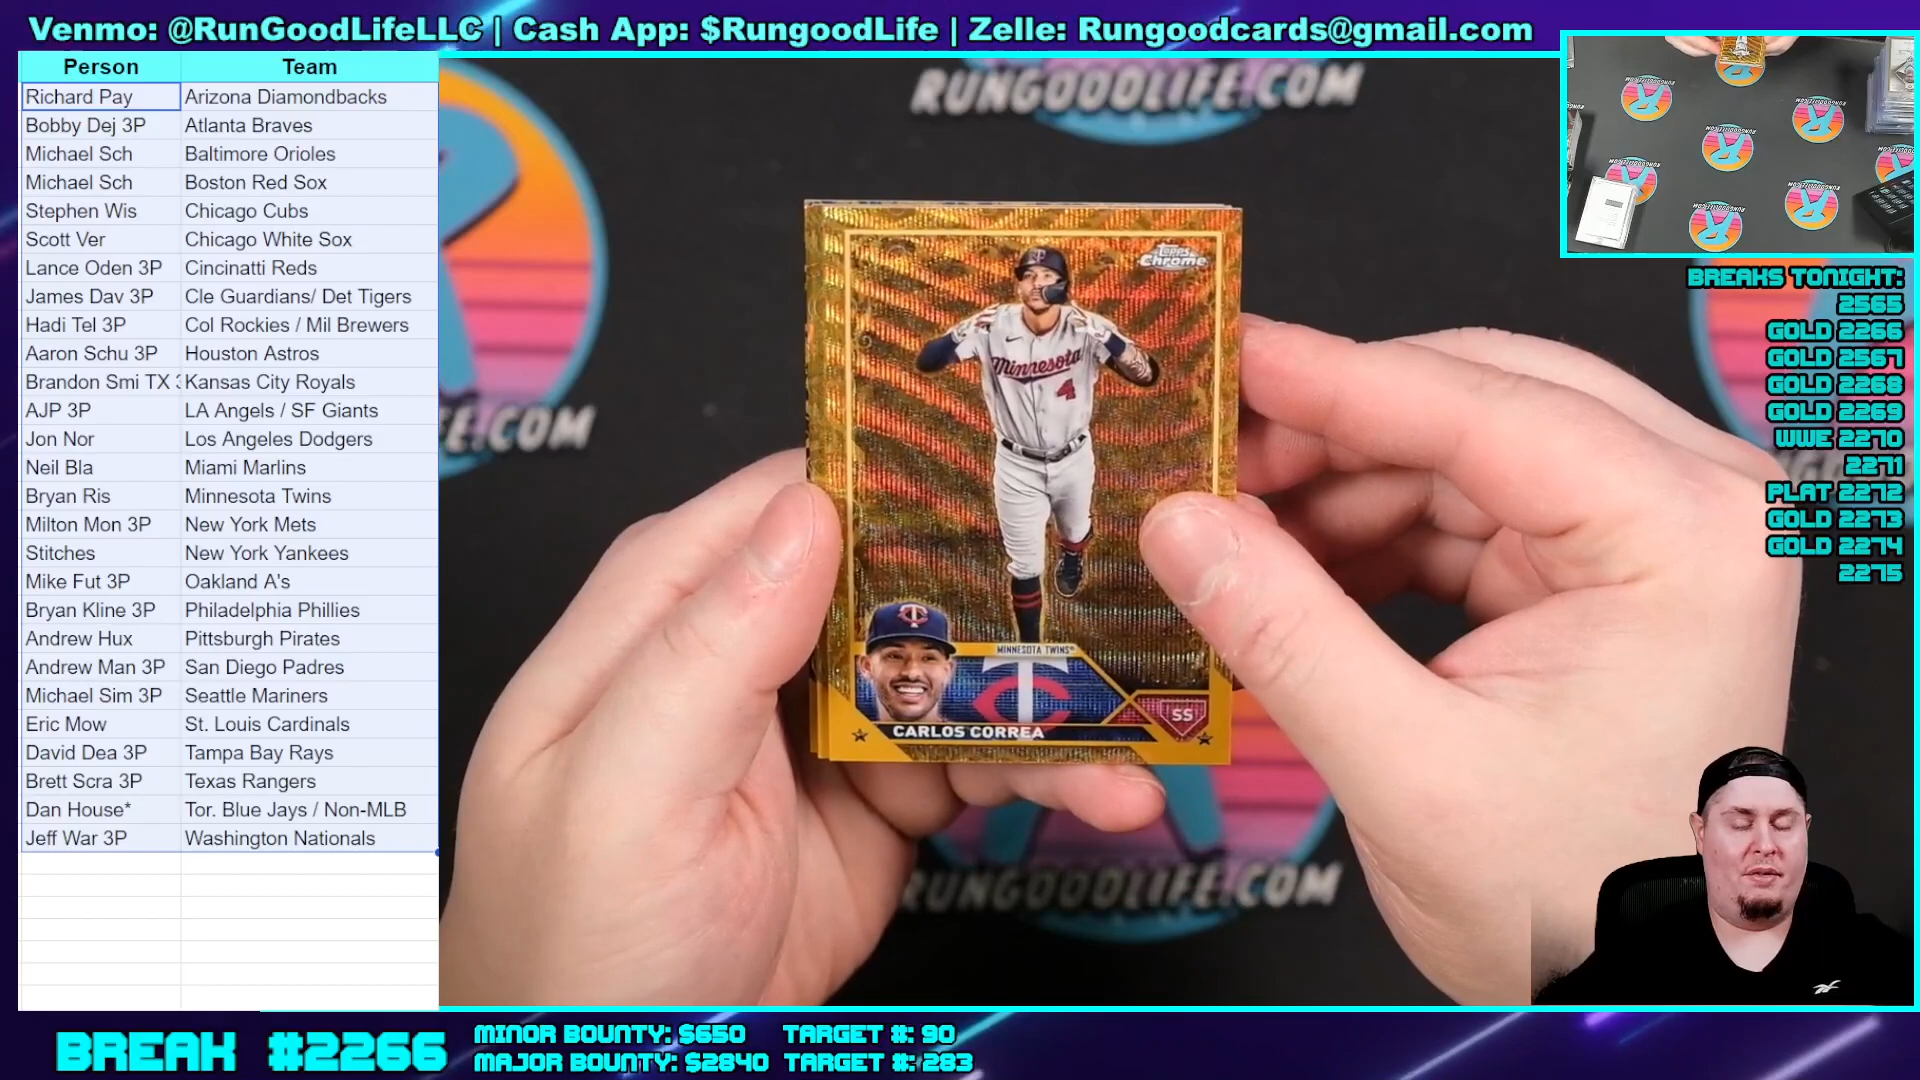 Venmo: @RunGoodLifeLLC | Cash App: $RungoodLife | Zelle: Rungoodcards@gmail.com
Person Team
Richard Pay Arizona Diamondbacks
Bobby Dej 3P Atlanta Braves
Michael Sch Baltimore Orioles
Michael Sch Boston Red Sox
Stephen Wis Chicago Cubs
Scott Ver Chicago White Sox
Lance Oden 3P Cincinatti Reds
James Dav 3P Cle Guardians/ Det Tigers
Hadi Tel 3P Col Rockies / Mil Brewers
Aaron Schu 3P Houston Astros
Brandon Smi TX Kansas City Royals
AJP 3P LA Angels / SF Giants
Jon Nor Los Angeles Dodgers
Neil Bla Miami Marlins
Bryan Ris Minnesota Twins
Milton Mon 3P New York Mets
Stitches New York Yankees
Mike Fut 3P Oakland A's
Bryan Kline 3P Philadelphia Phillies
Andrew Hux Pittsburgh Pirates
Andrew Man 3P San Diego Padres
Michael Sim 3P Seattle Mariners
Eric Mow St. Louis Cardinals
David Dea 3P Tampa Bay Rays
Brett Scra 3P Texas Rangers
Dan House* Tor. Blue Jays / Non-MLB
Jeff War 3P Washington Nationals
RUNGOODLIFE.COM
E.COM
Topps
Chrome
Minnesota
4
MINNESOTA TWINS
SS
CARLOS CORREA
RUNGOODLIFE.COM
BREAKS TONIGHT:
2565
GOLD 2266
GOLD 2567
GOLD 2268
GOLD 2269
WWE 2270
2271
PLAT 2272
GOLD 2273
GOLD 2274
2275
BREAK #2266
MINOR BOUNTY: $650 TARGET #: 90
MAJOR BOUNTY: $2840 TARGET #: 283